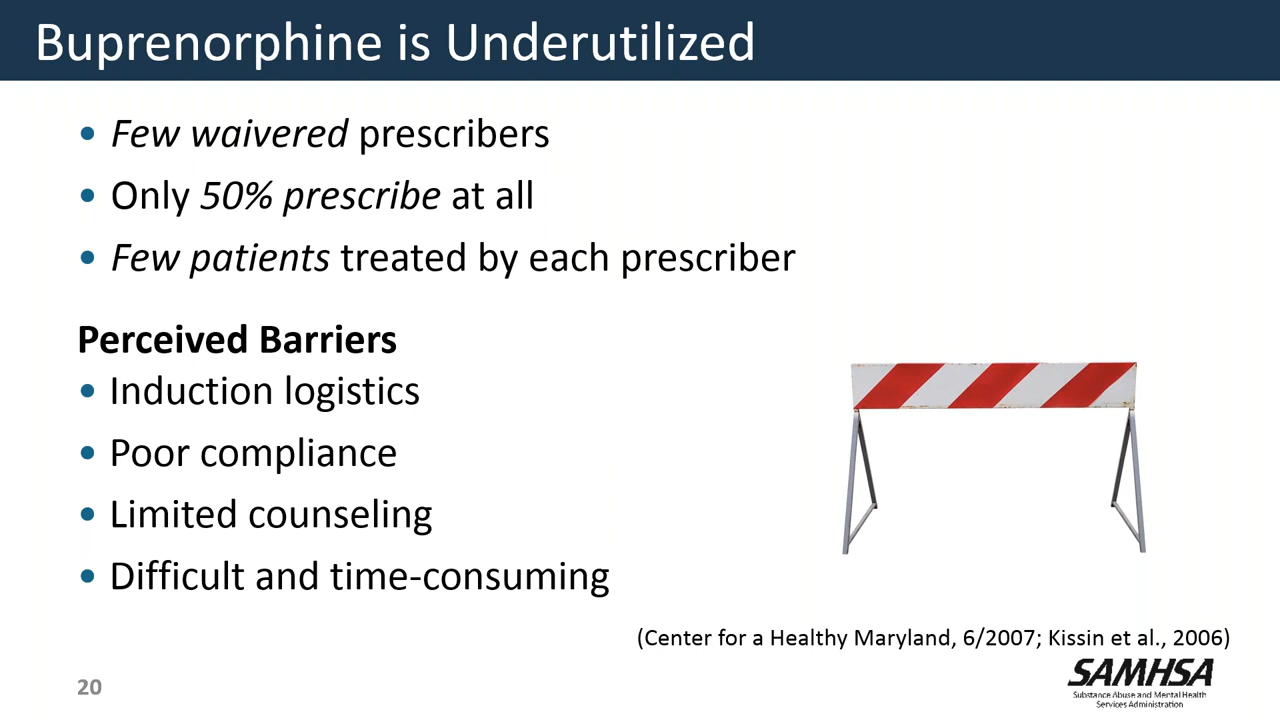 Buprenorphine is Underutilized
• Few waivered prescribers
• Only 50% prescribe at all
• Few patients treated by each prescriber
Perceived Barriers
• Induction logistics
• Poor compliance
• Limited counseling
• Difficult and time-consuming
(Center for a Healthy Maryland, 6/2007; Kissin et al., 2006)
SAMHSA
Substance Abuse and Mental Health
Services Administration
20